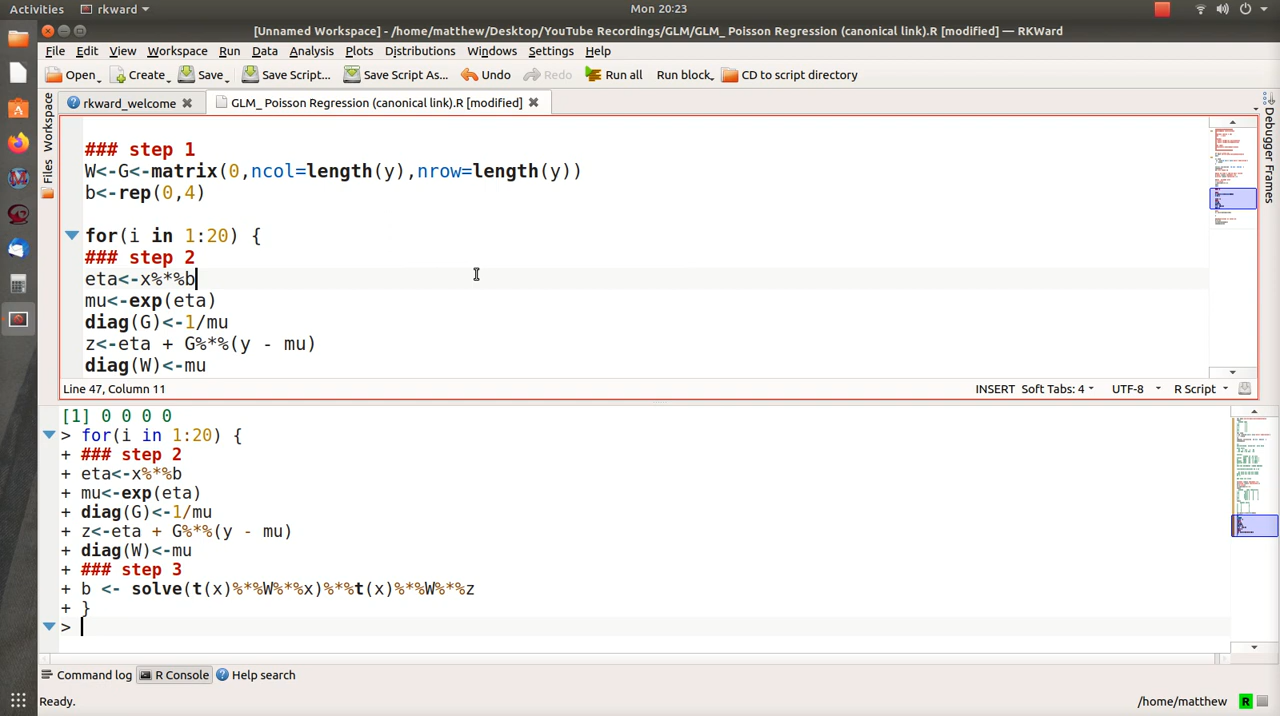 Activities rkward Mon 20:23
[Unnamed Workspace] - /home/matthew/Desktop/YouTube Recordings/GLM/GLM_ Poisson Regression (canonical link).R [modified] — RKWard
File Edit View Workspace Run Data Analysis Plots Distributions Windows Settings Help
Open Create Save Save Script... Save Script As... Undo Redo Run all Run block CD to script directory
rkward_welcome GLM_ Poisson Regression (canonical link).R [modified]
Workspace
Files
Debugger Frames
### step 1
W<-G<-matrix(0,ncol=length(y),nrow=length(y))
b<-rep(0,4)
for(i in 1:20) {
### step 2
eta<-x%*%b
mu<-exp(eta)
diag(G)<-1/mu
z<-eta + G%*%(y - mu)
diag(W)<-mu
Line 47, Column 11 INSERT Soft Tabs: 4 UTF-8 R Script
[1] 0 0 0 0
> for(i in 1:20) {
+ ### step 2
+ eta<-x%*%b
+ mu<-exp(eta)
+ diag(G)<-1/mu
+ z<-eta + G%*%(y - mu)
+ diag(W)<-mu
+ ### step 3
+ b <- solve(t(x)%*%W%*%x)%*%t(x)%*%W%*%z
+ }
>
Command log R Console Help search
Ready. /home/matthew R